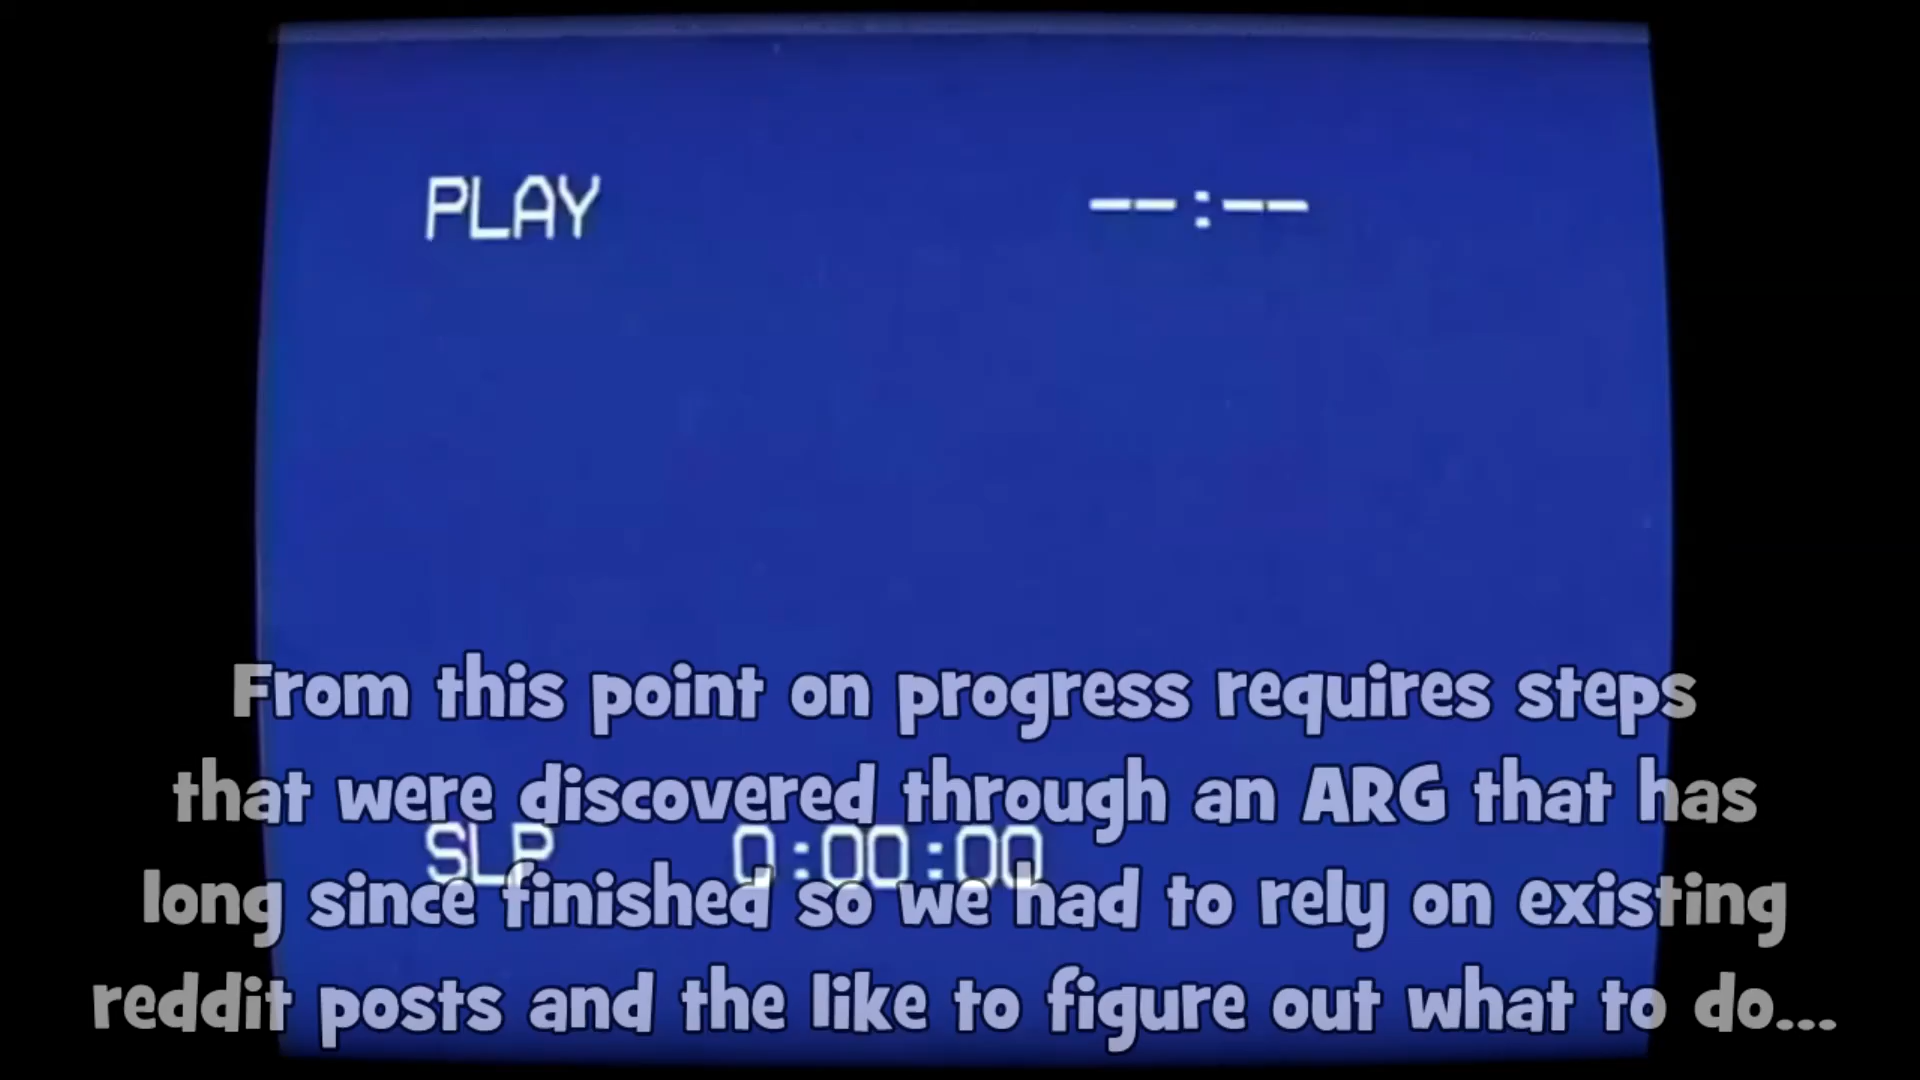 PLAY --:--
From this point on progress requires steps
that were discovered through an ARG that has
SLP 0:00:00
long since finished so we had to rely on existing
reddit posts and the like to figure out what to do...